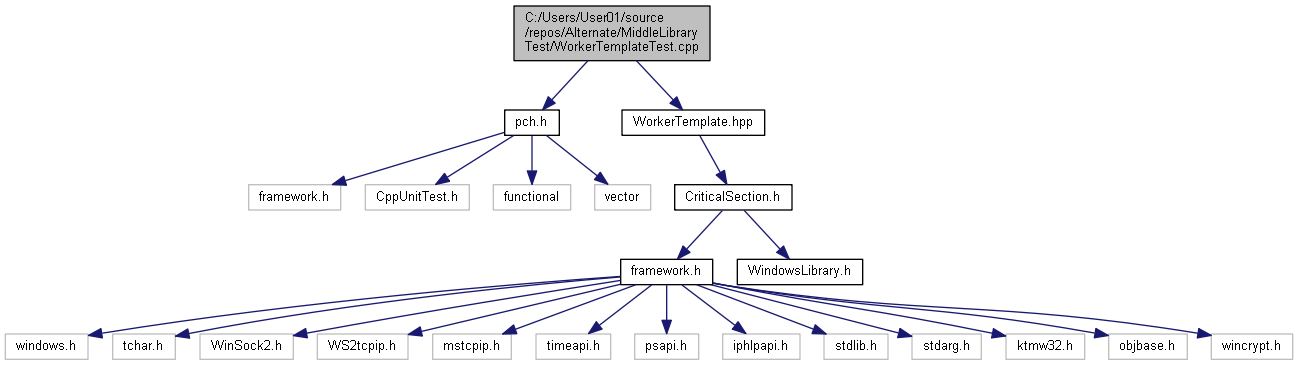 C:/Users/User01/source
/repos/Alternate/MiddleLibrary
Test/WorkerTemplateTest.cpp
pch.h
WorkerTemplate.hpp
framework.h
CppUnitTest.h
functional
vector
CriticalSection.h
framework.h
WindowsLibrary.h
windows.h
tchar.h
WinSock2.h
WS2tcpip.h
mstcpip.h
timeapi.h
psapi.h
iphlpapi.h
stdlib.h
stdarg.h
ktmw32.h
objbase.h
wincrypt.h